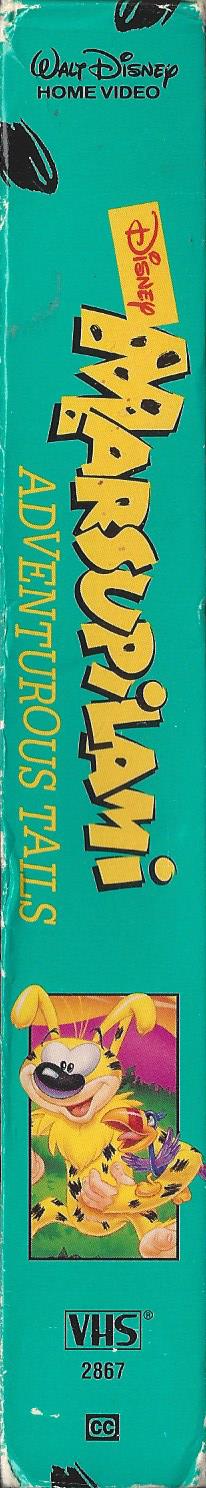 WALT DISNEY
HOME VIDEO
DISNEY
MARSUPILAMI
ADVENTUROUS TAILS
VHS®
2867
CC